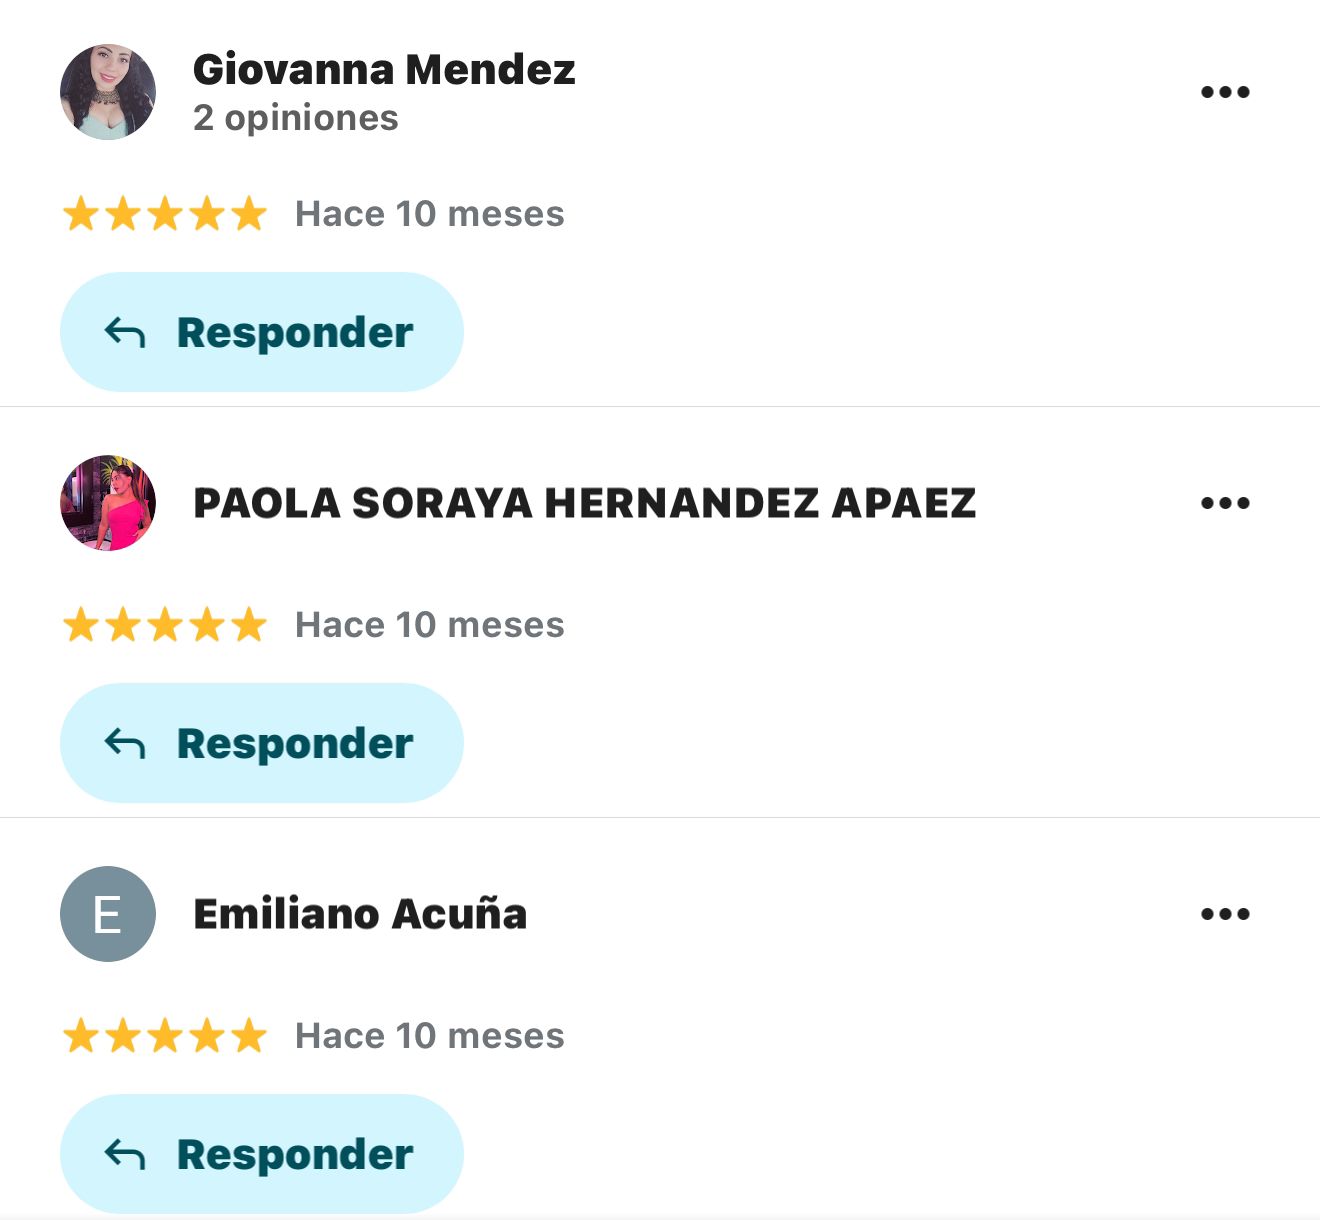 Giovanna Mendez
2 opiniones
Hace 10 meses
Responder
PAOLA SORAYA HERNANDEZ APAEZ
Hace 10 meses
Responder
E
Emiliano Acuña
Hace 10 meses
Responder